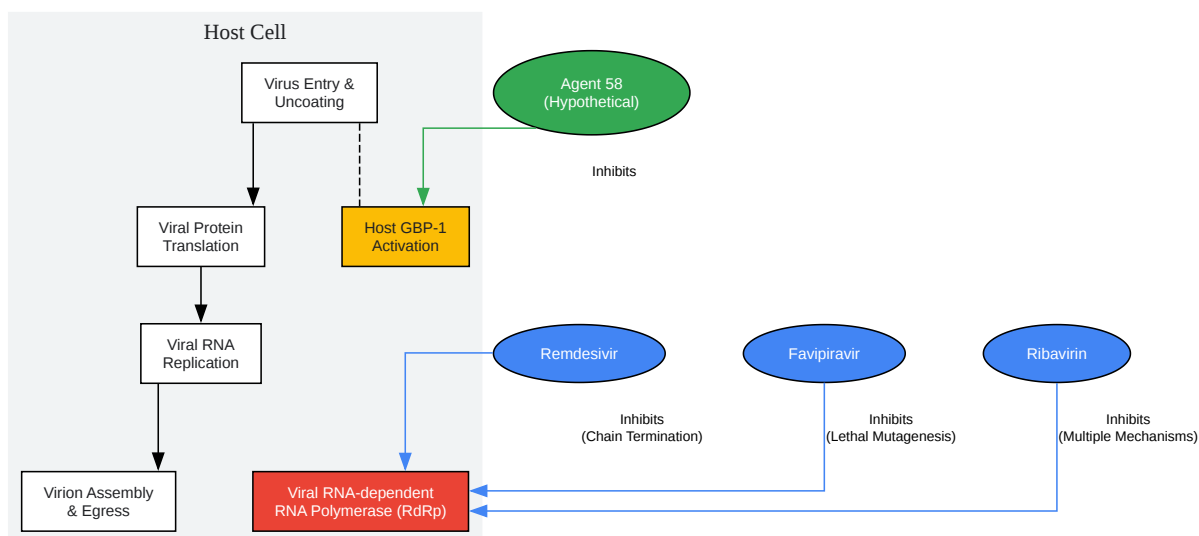 Host Cell
Virus Entry &
Uncoating
Agent 58
(Hypothetical)
Inhibits
Viral Protein
Translation
Host GBP-1
Activation
Viral RNA
Replication
Remdesivir
Favipiravir
Ribavirin
Inhibits
(Chain Termination)
Inhibits
(Lethal Mutagenesis)
Inhibits
(Multiple Mechanisms)
Virion Assembly
& Egress
Viral RNA-dependent
RNA Polymerase (RdRp)